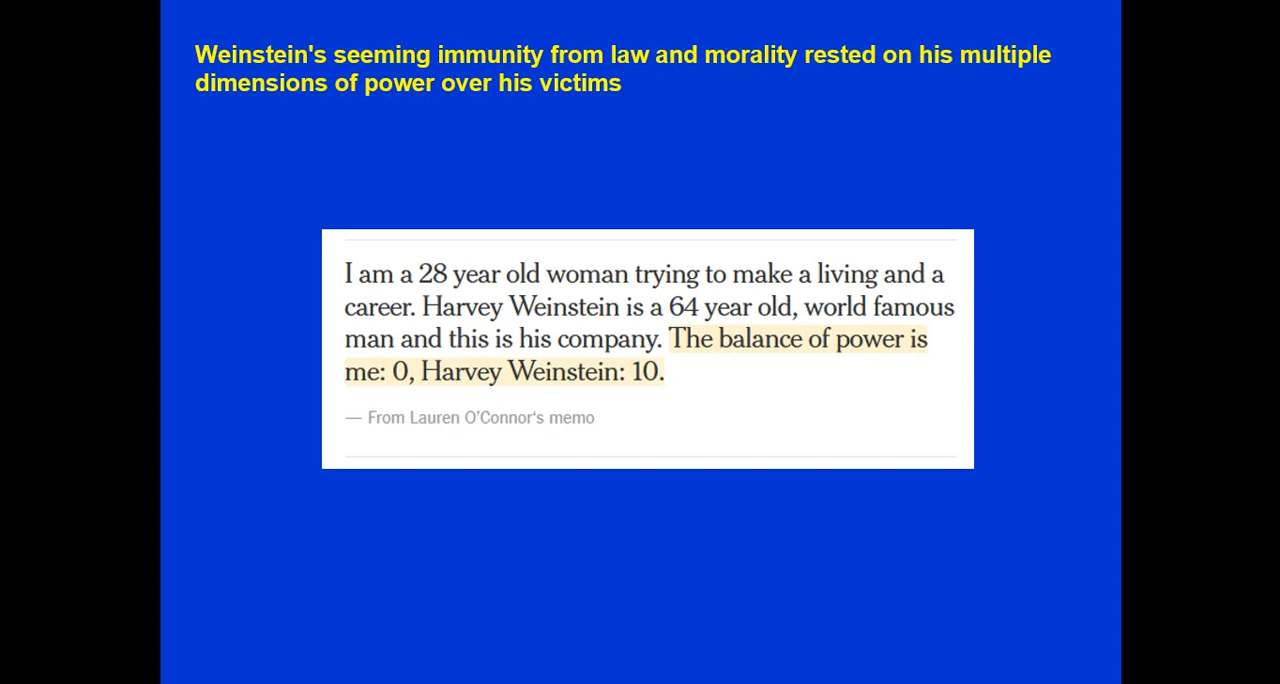 Weinstein's seeming immunity from law and morality rested on his multiple
dimensions of power over his victims
I am a 28 year old woman trying to make a living and a
career. Harvey Weinstein is a 64 year old, world famous
man and this is his company. The balance of power is
me: 0, Harvey Weinstein: 10.
— From Lauren O'Connor‘s memo